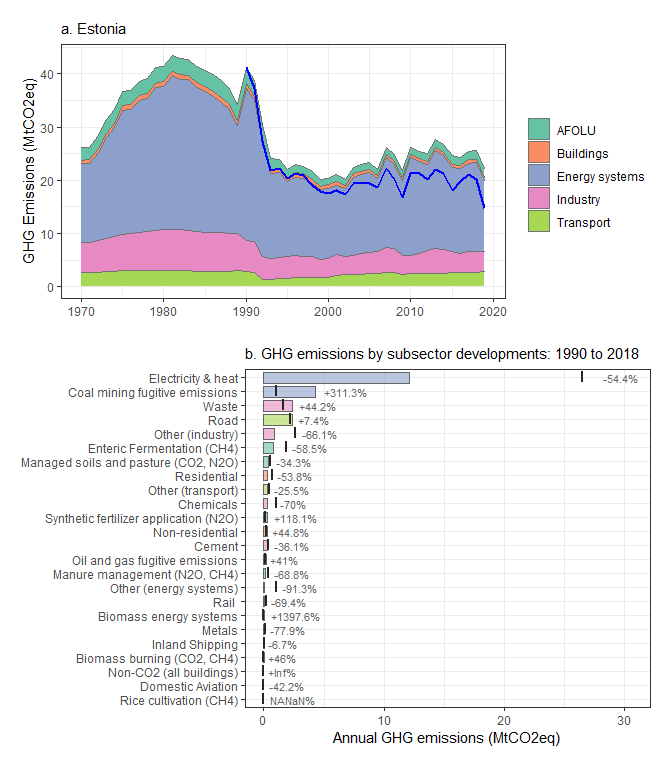 a. Estonia
GHG Emissions (MtCO2eq)
40
30
20
10
0
1970
1980
1990
2000
2010
2020
AFOLU
Buildings
Energy systems
Industry
Transport
b. GHG emissions by subsector developments: 1990 to 2018
Electricity & heat -54.4%
Coal mining fugitive emissions +311.3%
Waste +44.2%
Road +7.4%
Other (industry) -66.1%
Enteric Fermentation (CH4) -58.5%
Managed soils and pasture (CO2, N2O) -34.3%
Residential -53.8%
Other (transport) -25.5%
Chemicals -70%
Synthetic fertilizer application (N2O) +118.1%
Non-residential +44.8%
Cement -36.1%
Oil and gas fugitive emissions +41%
Manure management (N2O, CH4) -68.8%
Other (energy systems) -91.3%
Rail -69.4%
Biomass energy systems +1397.6%
Metals -77.9%
Inland Shipping -6.7%
Biomass burning (CO2, CH4) +46%
Non-CO2 (all buildings) +Inf%
Domestic Aviation -42.2%
Rice cultivation (CH4) NANaN%
0
10
20
30
Annual GHG emissions (MtCO2eq)